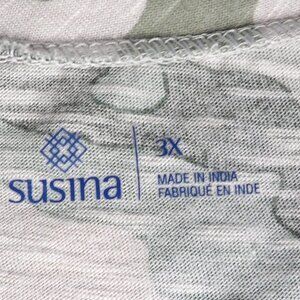 susina
3X
MADE IN INDIA
FABRIQUÉ EN INDE